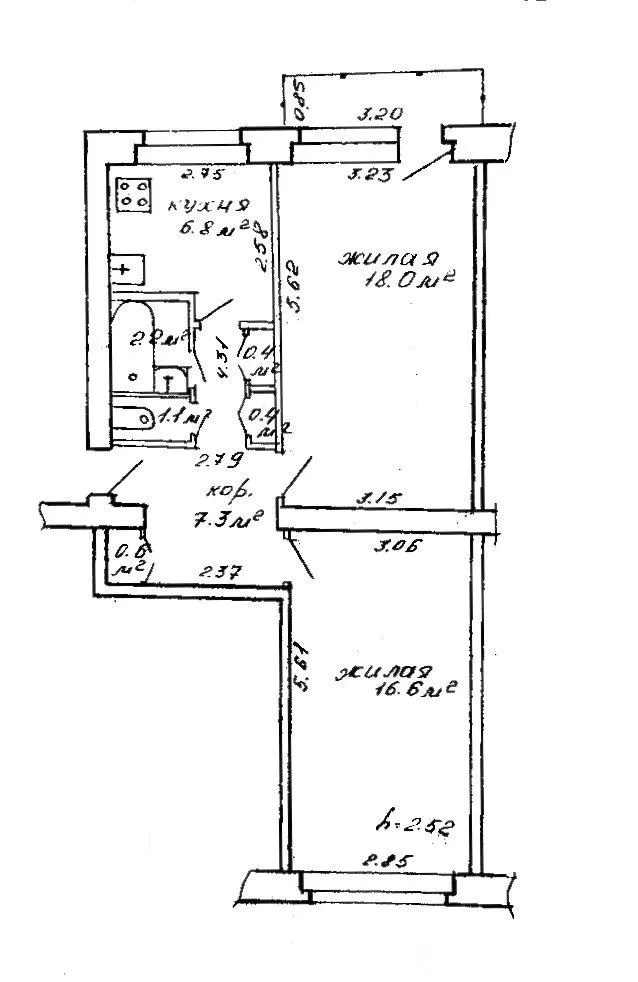 0.85
3.20
2.75
3.23
кухня
6.8 м²
2.58
жилая
18.0 м²
5.62
2.2 м²
4.31
0.4
м²
1.1 м²
0.4
м²
2.79
кор.
7.3 м²
3.15
3.06
0.6
м²
2.37
жилая
16.6 м²
5.61
h=2.52
2.85